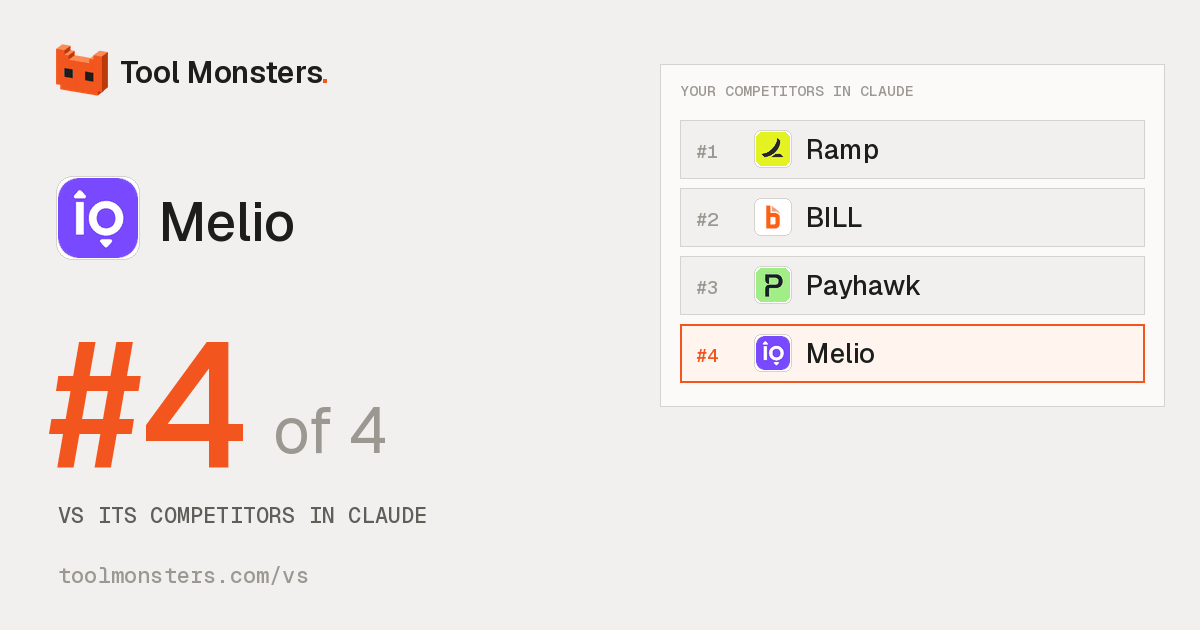 Tool Monsters.
Melio
#4 of 4
VS ITS COMPETITORS IN CLAUDE
toolmonsters.com/vs
YOUR COMPETITORS IN CLAUDE
#1 Ramp
#2 BILL
#3 Payhawk
#4 Melio